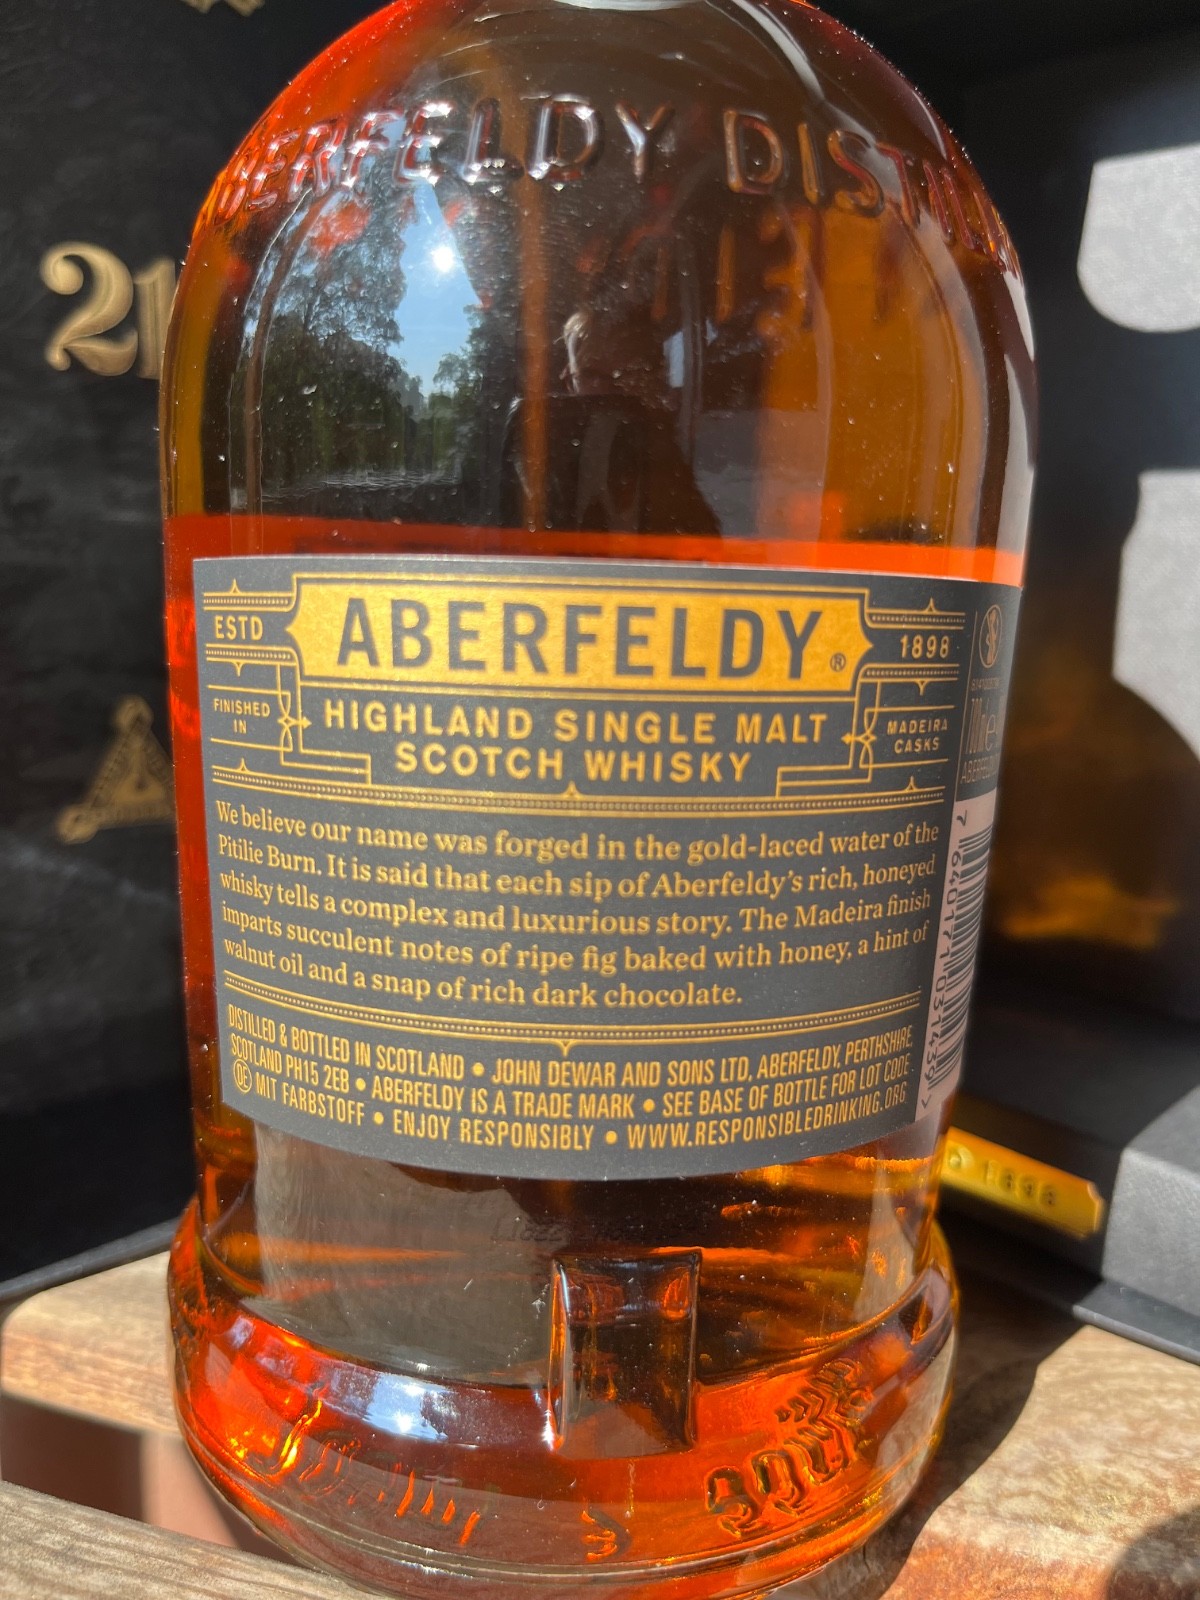 ABERFELDY DISTILL
21
ESTD
ABERFELDY®
1898
FINISHED
IN
HIGHLAND SINGLE MALT
SCOTCH WHISKY
MADEIRA
CASKS
We believe our name was forged in the gold-laced water of the
Pitilie Burn. It is said that each sip of Aberfeldy's rich, honeyed
whisky tells a complex and luxurious story. The Madeira finish
imparts succulent notes of ripe fig baked with honey, a hint of
walnut oil and a snap of rich dark chocolate.
DISTILLED & BOTTLED IN SCOTLAND • JOHN DEWAR AND SONS LTD, ABERFELDY, PERTHSHIRE,
SCOTLAND PH15 2EB • ABERFELDY IS A TRADE MARK • SEE BASE OF BOTTLE FOR LOT CODE
DE MIT FARBSTOFF • ENJOY RESPONSIBLY • WWW.RESPONSIBLEDRINKING.ORG
7 640171 031439 >
1898